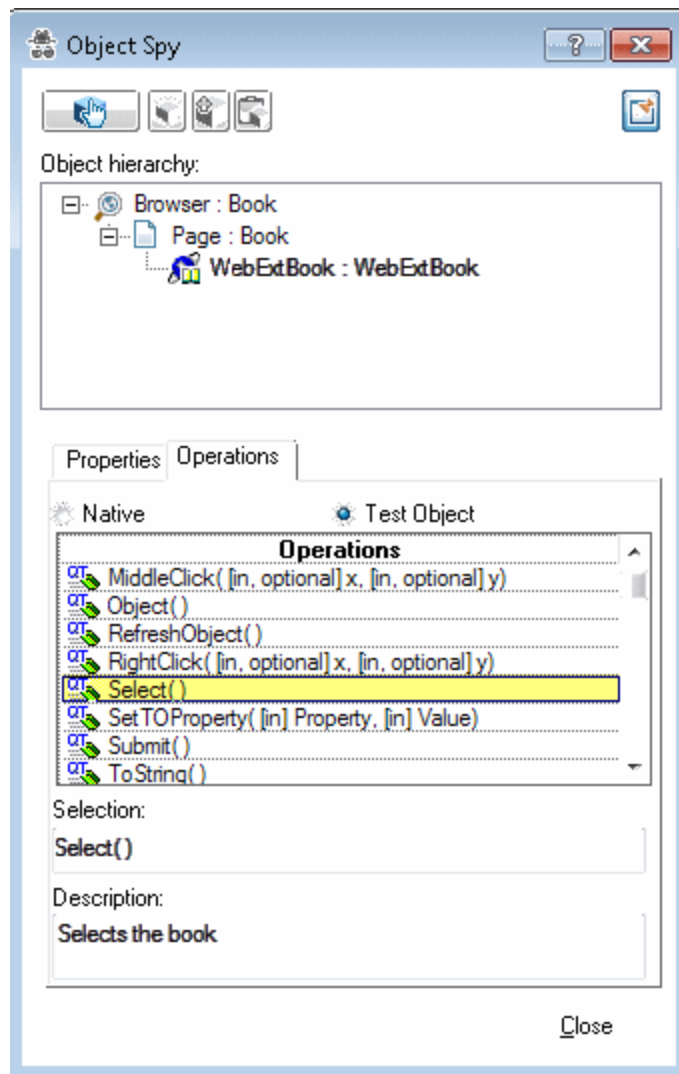 Object Spy
Object hierarchy:
Browser : Book
Page : Book
WebExtBook : WebExtBook
Properties Operations
Native Test Object
Operations
MiddleClick( [in, optional] x, [in, optional] y)
Object( )
RefreshObject( )
RightClick( [in, optional] x, [in, optional] y)
Select( )
SetTOProperty( [in] Property, [in] Value)
Submit( )
ToString( )
Selection:
Select( )
Description:
Selects the book
Close